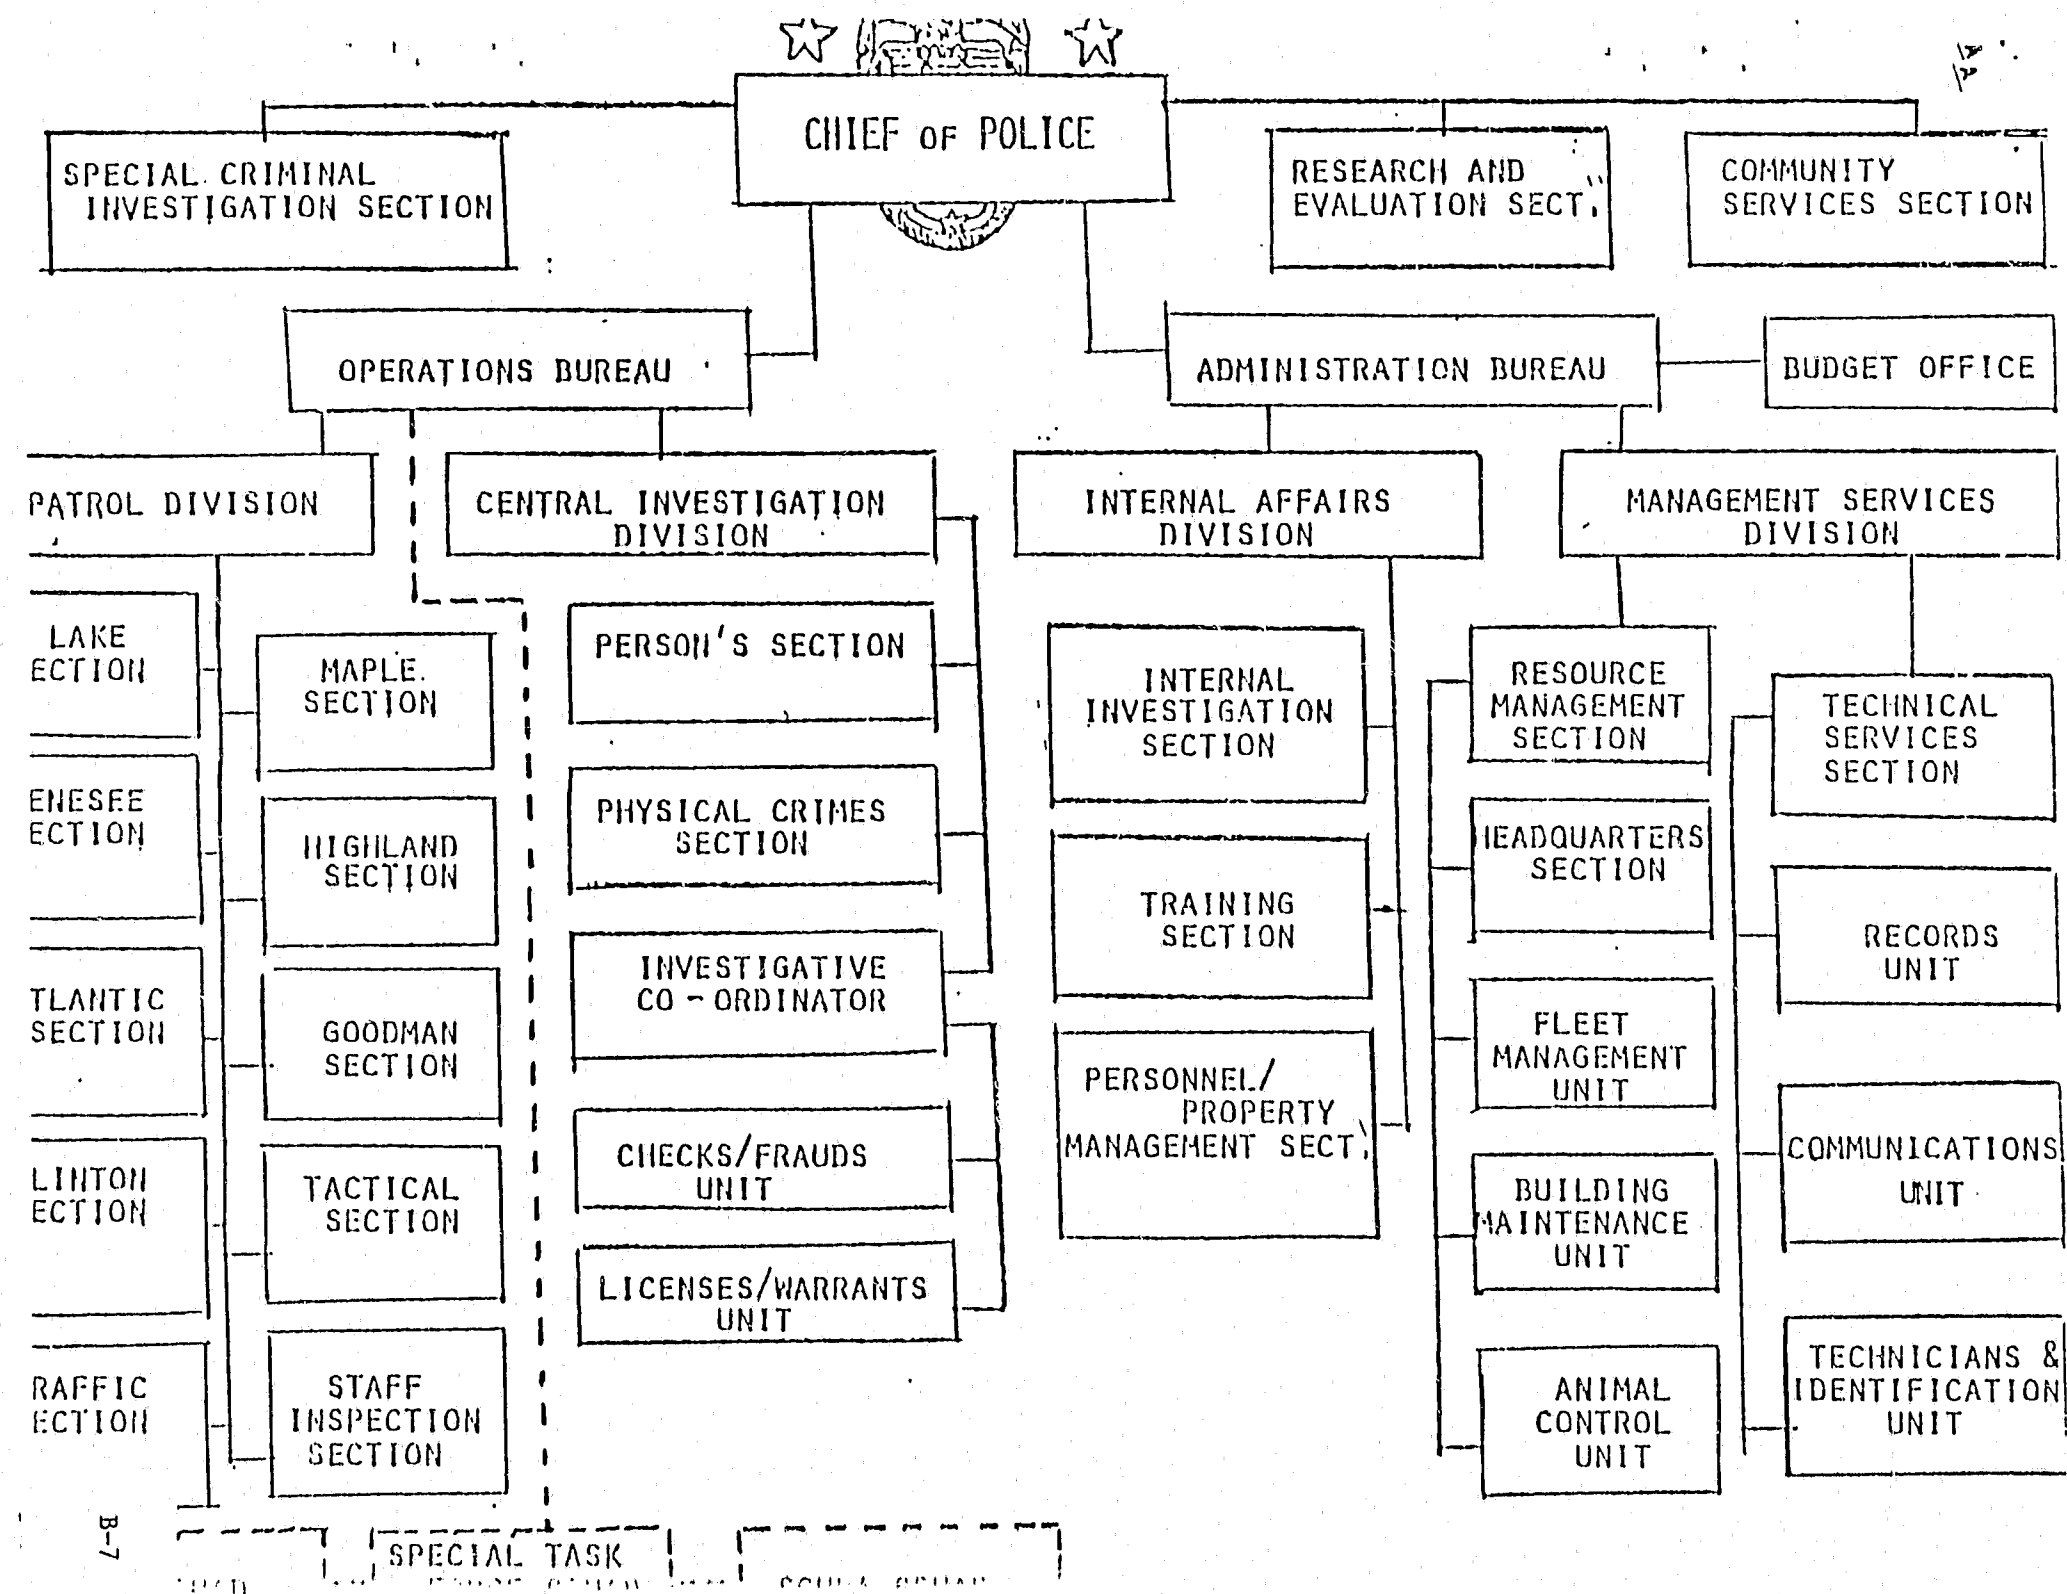 CHIEF OF POLICE
SPECIAL CRIMINAL
INVESTIGATION SECTION
RESEARCH AND
EVALUATION SECT.
COMMUNITY
SERVICES SECTION
OPERATIONS BUREAU
ADMINISTRATION BUREAU
BUDGET OFFICE
PATROL DIVISION
CENTRAL INVESTIGATION
DIVISION
INTERNAL AFFAIRS
DIVISION
MANAGEMENT SERVICES
DIVISION
LAKE
ECTION
ENESEE
ECTION
TLANTIC
SECTION
LINTON
ECTION
RAFFIC
ECTION
MAPLE
SECTION
HIGHLAND
SECTION
GOODMAN
SECTION
TACTICAL
SECTION
STAFF
INSPECTION
SECTION
PERSON'S SECTION
PHYSICAL CRIMES
SECTION
INVESTIGATIVE
CO-ORDINATOR
CHECKS/FRAUDS
UNIT
LICENSES/WARRANTS
UNIT
INTERNAL
INVESTIGATION
SECTION
TRAINING
SECTION
PERSONNEL/
PROPERTY
MANAGEMENT SECT.
RESOURCE
MANAGEMENT
SECTION
HEADQUARTERS
SECTION
FLEET
MANAGEMENT
UNIT
BUILDING
MAINTENANCE
UNIT
ANIMAL
CONTROL
UNIT
TECHNICAL
SERVICES
SECTION
RECORDS
UNIT
COMMUNICATIONS
UNIT
TECHNICIANS &
IDENTIFICATION
UNIT
SPECIAL TASK
B-7